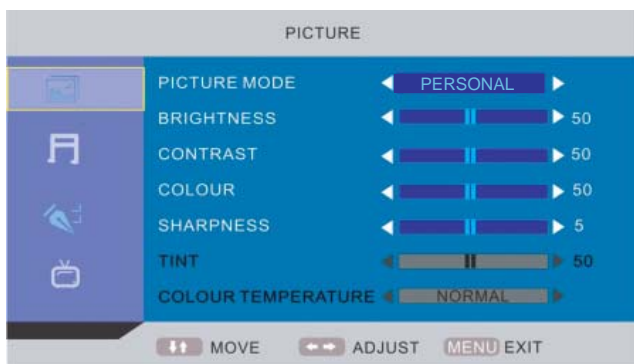 PICTURE
PICTURE MODE PERSONAL
BRIGHTNESS 50
CONTRAST 50
COLOUR 50
SHARPNESS 5
TINT 50
COLOUR TEMPERATURE NORMAL
MOVE ADJUST MENU EXIT